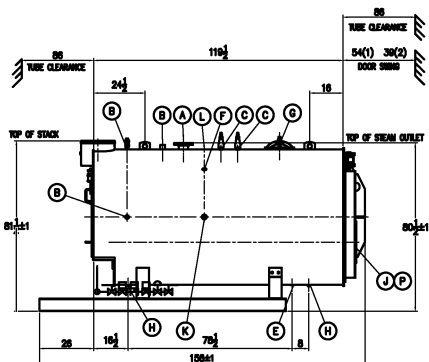 86
TUBE CLEARANCE
86
119½
54(1) 39(2)
TUBE CLEARANCE
DOOR SWING
24½
16
B
B
A
L
F
C
C
G
TOP OF STACK
TOP OF STEAM OUTLET
B
81½±1
80½±1
J
P
H
K
E
H
26
16½
78½
8
156±1